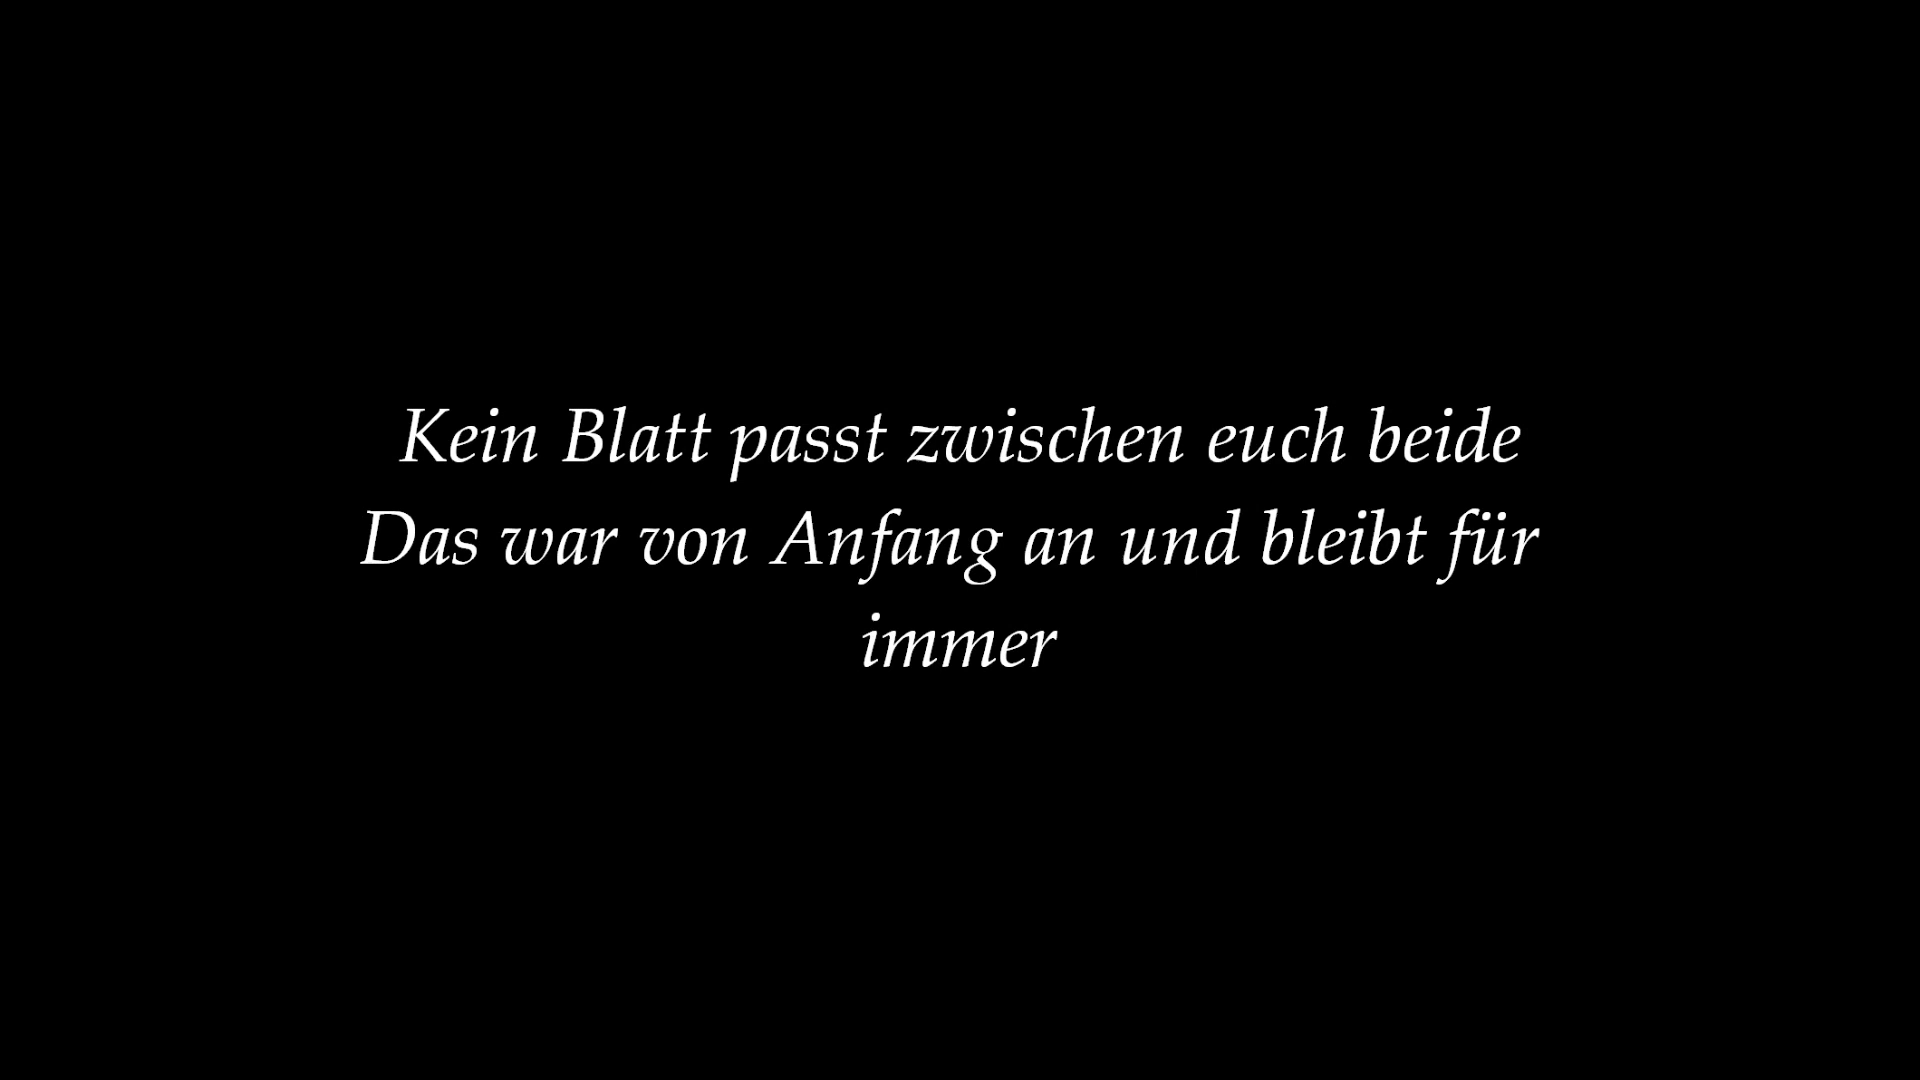 Kein Blatt passt zwischen euch beide
Das war von Anfang an und bleibt für
immer